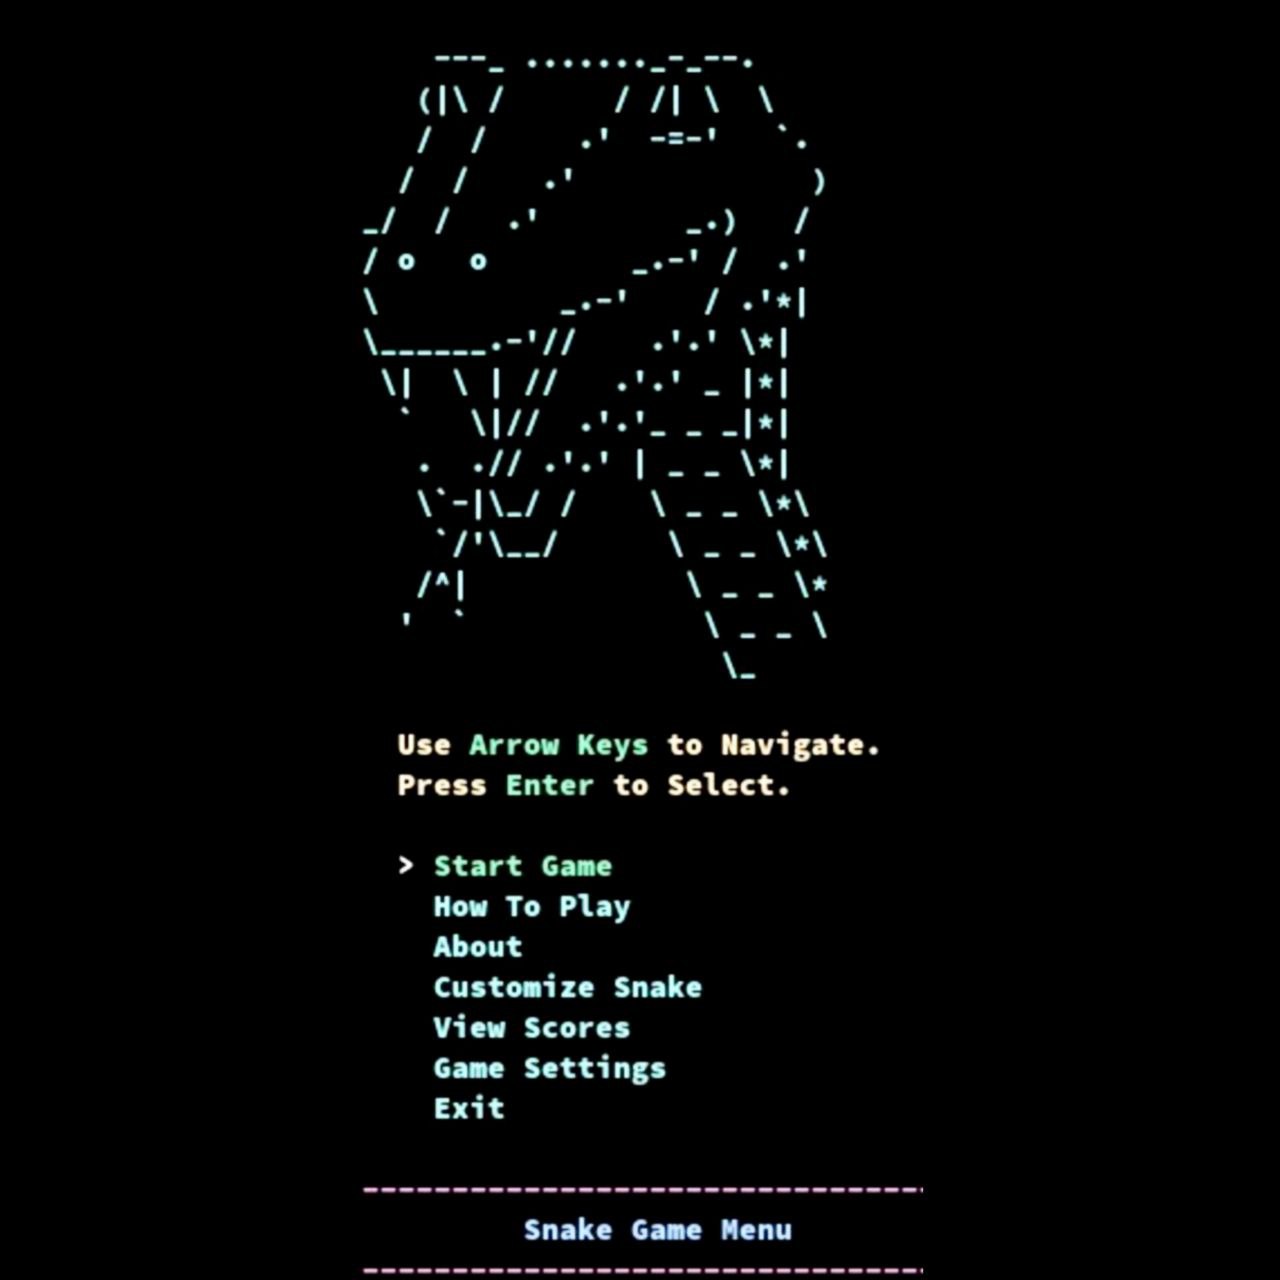 Use Arrow Keys to Navigate.
Press Enter to Select.
> Start Game
How To Play
About
Customize Snake
View Scores
Game Settings
Exit
Snake Game Menu